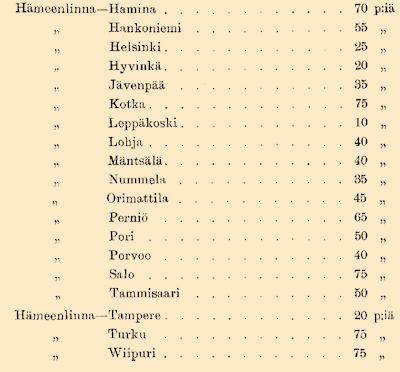 Hämeenlinna—Hamina . . . . . . . . . . . 70 p:iä
„ Hankoniemi . . . . . . . . . 55 „
„ Helsinki . . . . . . . . . . . 25 „
„ Hyvinkä . . . . . . . . . . . 20 „
„ Jävenpää . . . . . . . . . . 35 „
„ Kotka . . . . . . . . . . . . 75 „
„ Leppäkoski . . . . . . . . . 10 „
„ Lohja . . . . . . . . . . . . 40 „
„ Mäntsälä . . . . . . . . . . 40 „
„ Nummela . . . . . . . . . . 35 „
„ Orimattila . . . . . . . . . . 45 „
„ Perniö . . . . . . . . . . . 65 „
„ Pori . . . . . . . . . . . . 50 „
„ Porvoo . . . . . . . . . . . 40 „
„ Salo . . . . . . . . . . . . 75 „
„ Tammisaari . . . . . . . . . 50 „
Hämeenlinna—Tampere . . . . . . . . . . 20 p:iä
„ Turku . . . . . . . . . . . 75 „
„ Wiipuri . . . . . . . . . . . 75 „